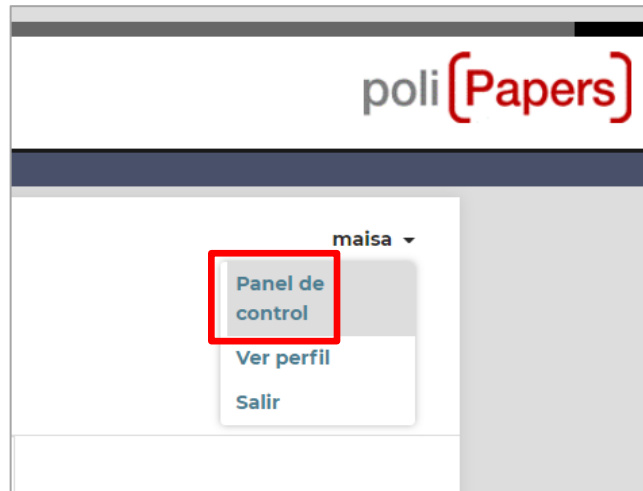 poli[Papers]
maisa
Panel de
control
Ver perfil
Salir